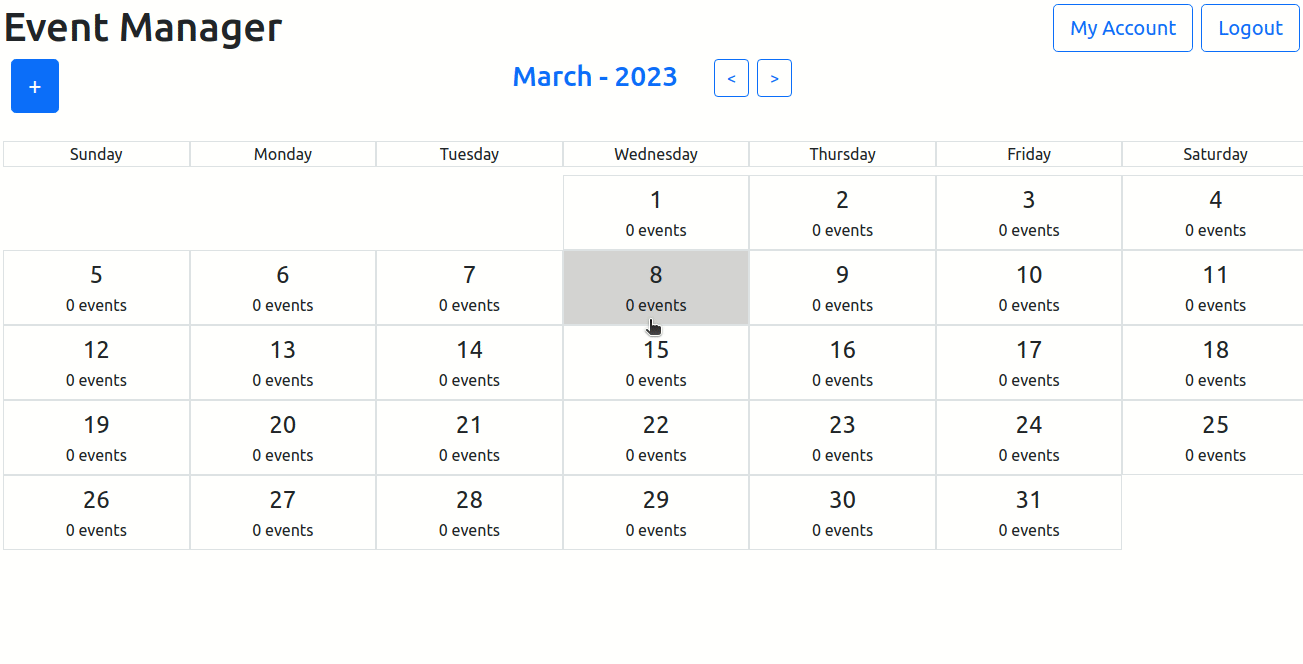 Event Manager
My Account Logout
+
March - 2023 < >
Sunday Monday Tuesday Wednesday Thursday Friday Saturday
1 2 3 4
0 events 0 events 0 events 0 events
5 6 7 8 9 10 11
0 events 0 events 0 events 0 events 0 events 0 events 0 events
12 13 14 15 16 17 18
0 events 0 events 0 events 0 events 0 events 0 events 0 events
19 20 21 22 23 24 25
0 events 0 events 0 events 0 events 0 events 0 events 0 events
26 27 28 29 30 31
0 events 0 events 0 events 0 events 0 events 0 events